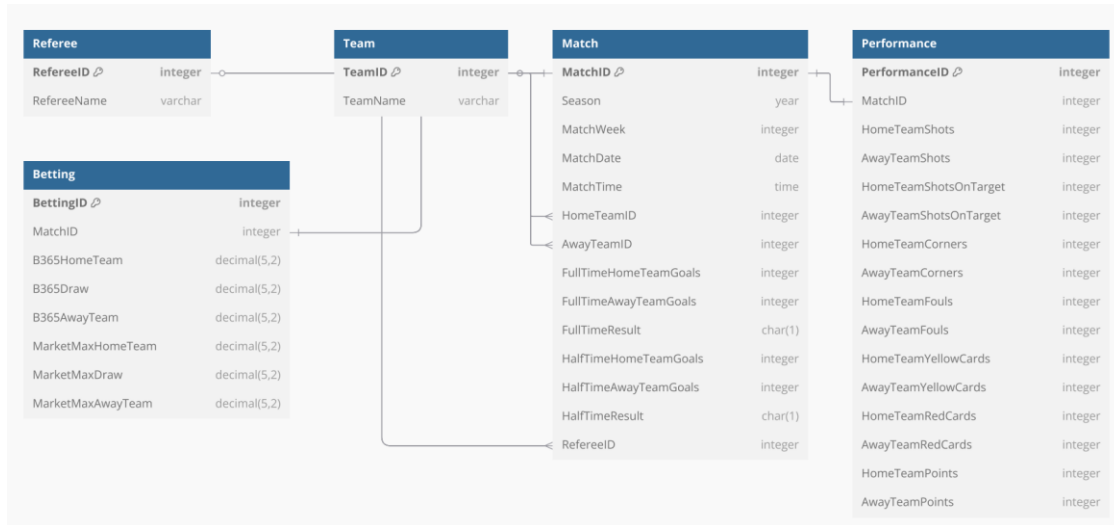 Referee
RefereeID integer
RefereeName varchar
Team
TeamID integer
TeamName varchar
Match
MatchID integer
Season year
MatchWeek integer
MatchDate date
MatchTime time
HomeTeamID integer
AwayTeamID integer
FullTimeHomeTeamGoals integer
FullTimeAwayTeamGoals integer
FullTimeResult char(1)
HalfTimeHomeTeamGoals integer
HalfTimeAwayTeamGoals integer
HalfTimeResult char(1)
RefereeID integer
Performance
PerformanceID integer
MatchID integer
HomeTeamShots integer
AwayTeamShots integer
HomeTeamShotsOnTarget integer
AwayTeamShotsOnTarget integer
HomeTeamCorners integer
AwayTeamCorners integer
HomeTeamFouls integer
AwayTeamFouls integer
HomeTeamYellowCards integer
AwayTeamYellowCards integer
HomeTeamRedCards integer
AwayTeamRedCards integer
HomeTeamPoints integer
AwayTeamPoints integer
Betting
BettingID integer
MatchID integer
B365HomeTeam decimal(5,2)
B365Draw decimal(5,2)
B365AwayTeam decimal(5,2)
MarketMaxHomeTeam decimal(5,2)
MarketMaxDraw decimal(5,2)
MarketMaxAwayTeam decimal(5,2)